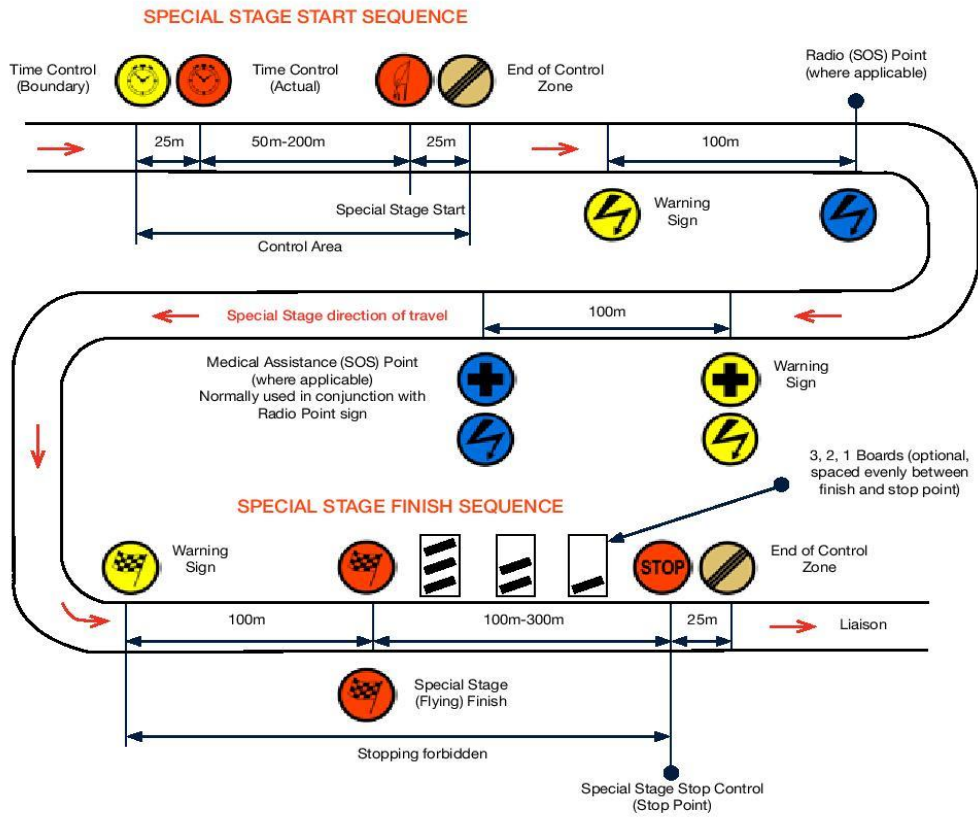 SPECIAL STAGE START SEQUENCE
Time Control
(Boundary)
Time Control
(Actual)
End of Control
Zone
Radio (SOS) Point
(where applicable)
25m
50m-200m
25m
100m
Special Stage Start
Control Area
Warning
Sign
Special Stage direction of travel
100m
Medical Assistance (SOS) Point
(where applicable)
Normally used in conjunction with
Radio Point sign
Warning
Sign
3, 2, 1 Boards (optional,
spaced evenly between
finish and stop point)
SPECIAL STAGE FINISH SEQUENCE
Warning
Sign
STOP
End of Control
Zone
100m
100m-300m
25m
Liaison
Special Stage
(Flying) Finish
Stopping forbidden
Special Stage Stop Control
(Stop Point)